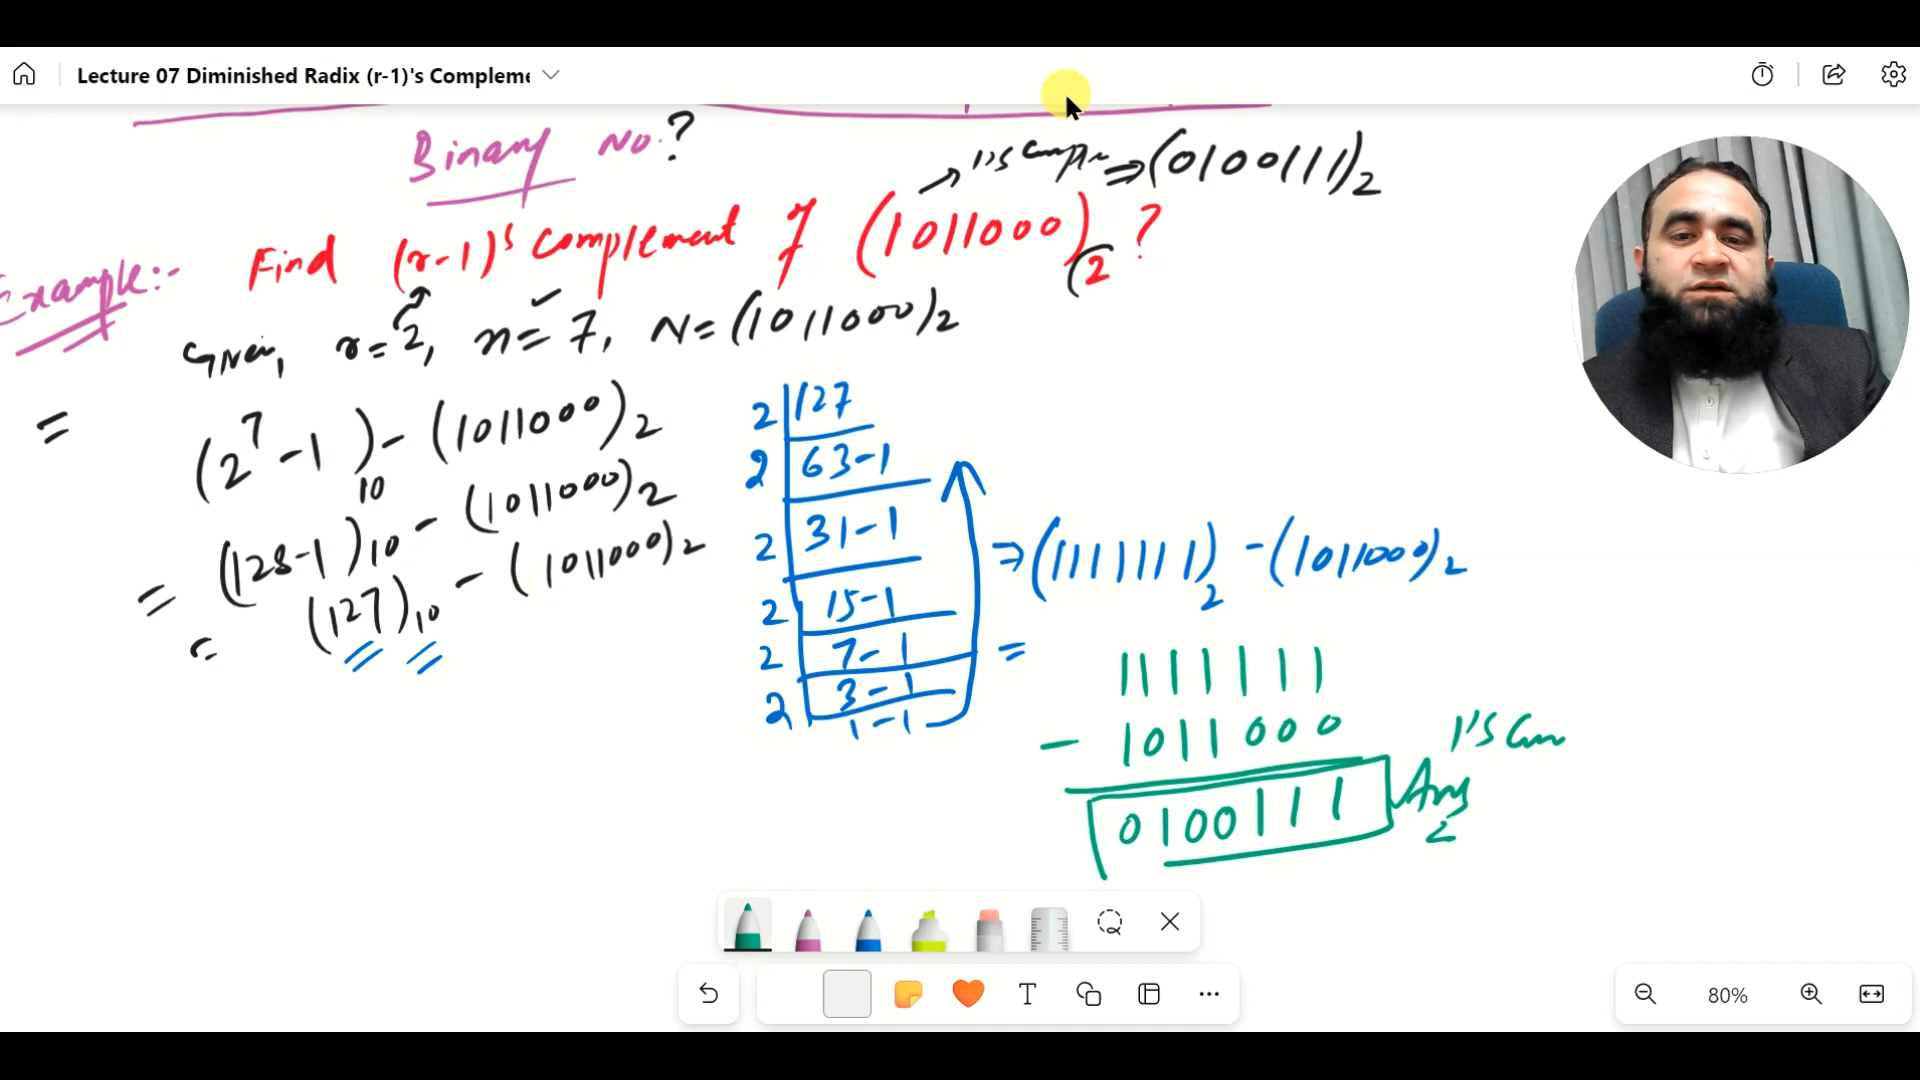 Lecture 07 Diminished Radix (r-1)'s Compleme
Binary No.?
→ 1's Comple ⇒ (0100111)2
Example:- Find (r-1)'s Complement of (1011000)2 ?
Given, r=2, n=7, N=(1011000)2
= (2^7-1)10 - (1011000)2
= (128-1)10 - (1011000)2
= (127)10 - (1011000)2
2 127
2 63-1
2 31-1
2 15-1
2 7-1
2 3-1
1-1
⇒ (1111111)2 - (1011000)2
=
1111111
- 1011000
0100111 Ans
1's Com
80%